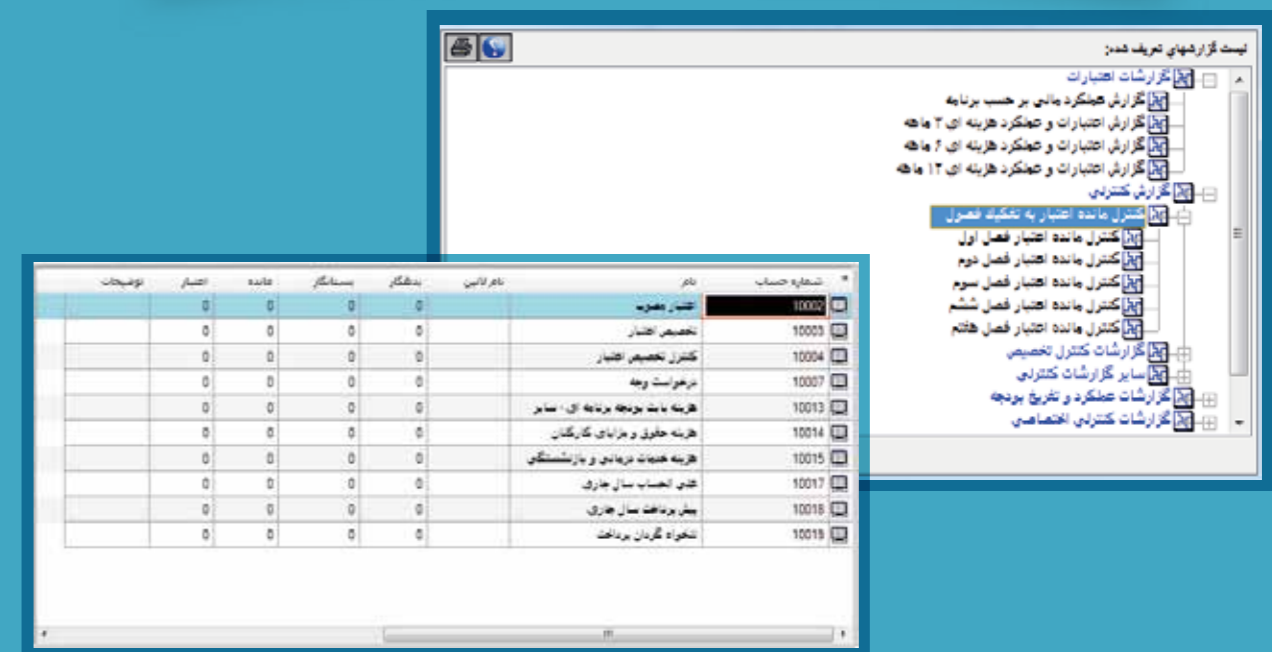 لیست گزارشهای تعریف شده:
گزارشات اعتبارات
گزارش عملکرد مالی بر حسب برنامه
گزارش اعتبارات و عملکرد هزینه ای ۳ ماهه
گزارش اعتبارات و عملکرد هزینه ای ۶ ماهه
گزارش اعتبارات و عملکرد هزینه ای ۱۲ ماهه
گزارش کنترلی
کنترل مانده اعتبار به تفکیک فصول
کنترل مانده اعتبار فصل اول
کنترل مانده اعتبار فصل دوم
کنترل مانده اعتبار فصل سوم
کنترل مانده اعتبار فصل ششم
کنترل مانده اعتبار فصل هفتم
گزارشات کنترل تخصیص
سایر گزارشات کنترلی
گزارشات عملکرد و تفریغ بودجه
گزارشات کنترلی اختصاصی
* شماره حساب نام نام لاتین بدهکار بستانکار مانده اعتبار توضیحات
10002 اعتبار مصوب 0 0 0 0
10003 تخصیص اعتبار 0 0 0 0
10004 کنترل تخصیص اعتبار 0 0 0 0
10007 درخواست وجه 0 0 0 0
10013 هزینه بابت بودجه برنامه ای - سایر 0 0 0 0
10014 هزینه حقوق و مزایای کارکنان 0 0 0 0
10015 هزینه خدمات درمانی و بازنشستگی 0 0 0 0
10017 علی الحساب سال جاری 0 0 0 0
10018 پیش پرداخت سال جاری 0 0 0 0
10019 تنخواه گردان پرداخت 0 0 0 0